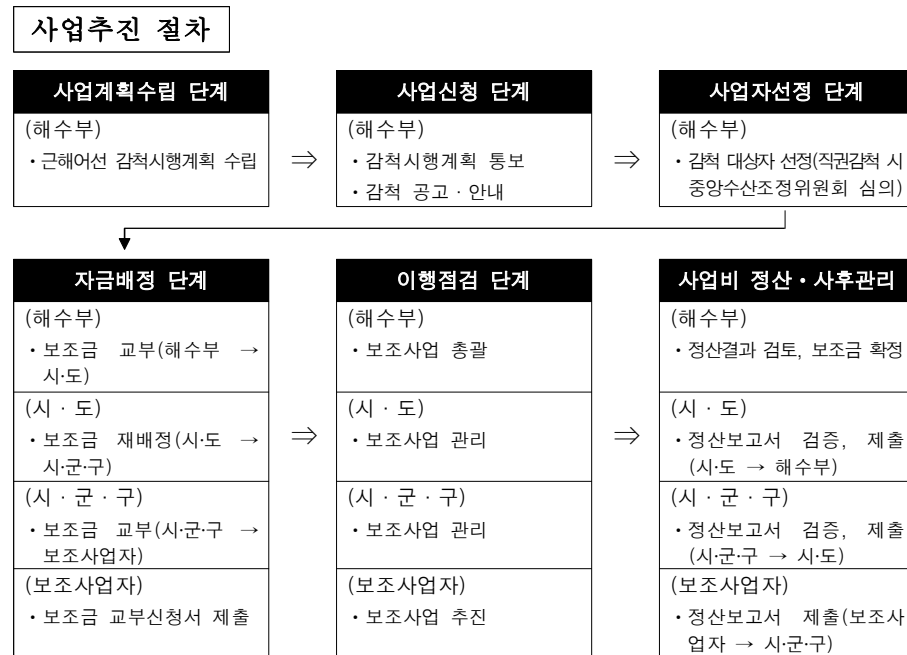 사업추진 절차
사업계획수립 단계
(해수부)
・근해어선 감척시행계획 수립
⇒
사업신청 단계
(해수부)
・감척시행계획 통보
・감척 공고・안내
⇒
사업자선정 단계
(해수부)
・감척 대상자 선정(직권감척 시
중앙수산조정위원회 심의)
자금배정 단계
(해수부)
・보조금 교부(해수부 →
시·도)
(시・도)
・보조금 재배정(시·도 →
시·군·구)
(시・군・구)
・보조금 교부(시·군·구 →
보조사업자)
(보조사업자)
・보조금 교부신청서 제출
⇒
이행점검 단계
(해수부)
・보조사업 총괄
(시・도)
・보조사업 관리
(시・군・구)
・보조사업 관리
(보조사업자)
・보조사업 추진
⇒
사업비 정산・사후관리
(해수부)
・정산결과 검토, 보조금 확정
(시・도)
・정산보고서 검증, 제출
(시·도 → 해수부)
(시・군・구)
・정산보고서 검증, 제출
(시·군·구 → 시·도)
(보조사업자)
・정산보고서 제출(보조사
업자 → 시·군·구)